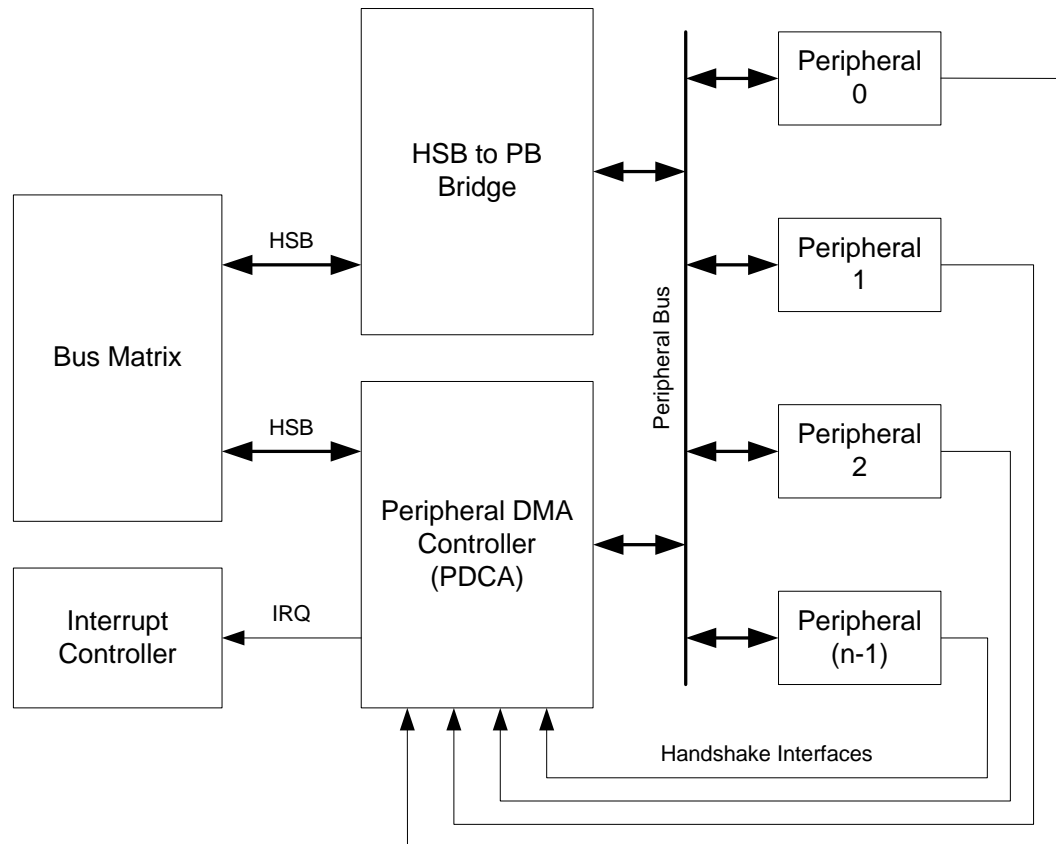 Peripheral
0
HSB to PB
Bridge
HSB
Peripheral
1
Bus Matrix
Peripheral Bus
HSB
Peripheral
2
Peripheral DMA
Controller
(PDCA)
Interrupt
Controller
IRQ
Peripheral
(n-1)
Handshake Interfaces